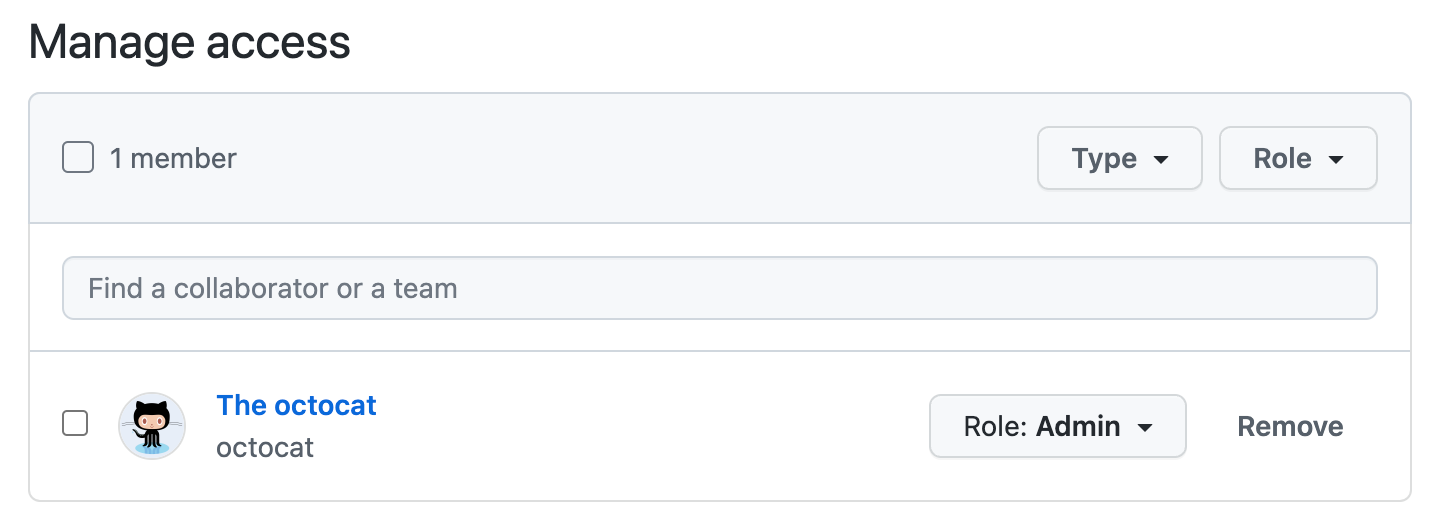 Manage access
1 member
Type
Role
Find a collaborator or a team
The octocat
octocat
Role: Admin
Remove